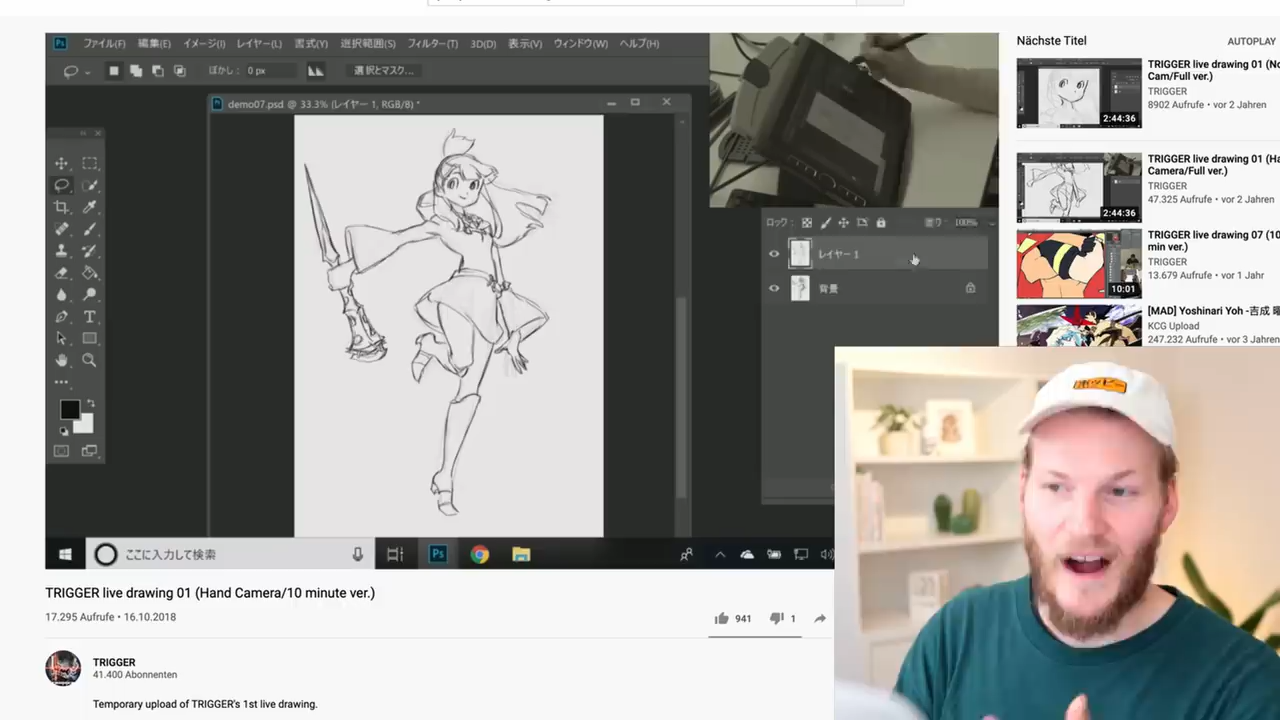 Ps ファイル(F) 編集(E) イメージ(I) レイヤー(L) 書式(Y) 選択範囲(S) フィルター(T) 3D(D) 表示(V) ウィンドウ(W) ヘルプ(H)
ぼかし: 0 px 選択とマスク...
Ps demo07.psd @ 33.3% (レイヤー 1, RGB/8) *
T
ロック: 100%
レイヤー 1
背景
ここに入力して検索
Ps
TRIGGER live drawing 01 (Hand Camera/10 minute ver.)
17.295 Aufrufe • 16.10.2018
941
1
TRIGGER
41.400 Abonnenten
Temporary upload of TRIGGER's 1st live drawing.
Nächste Titel
AUTOPLAY
TRIGGER live drawing 01 (No
Cam/Full ver.)
TRIGGER
8902 Aufrufe • vor 2 Jahren
2:44:36
TRIGGER live drawing 01 (Ha
Camera/Full ver.)
TRIGGER
47.325 Aufrufe • vor 2 Jahren
2:44:36
TRIGGER live drawing 07 (10
min ver.)
TRIGGER
13.679 Aufrufe • vor 1 Jahr
10:01
[MAD] Yoshinari Yoh -吉成 曜
KCG Upload
247.232 Aufrufe • vor 3 Jahren